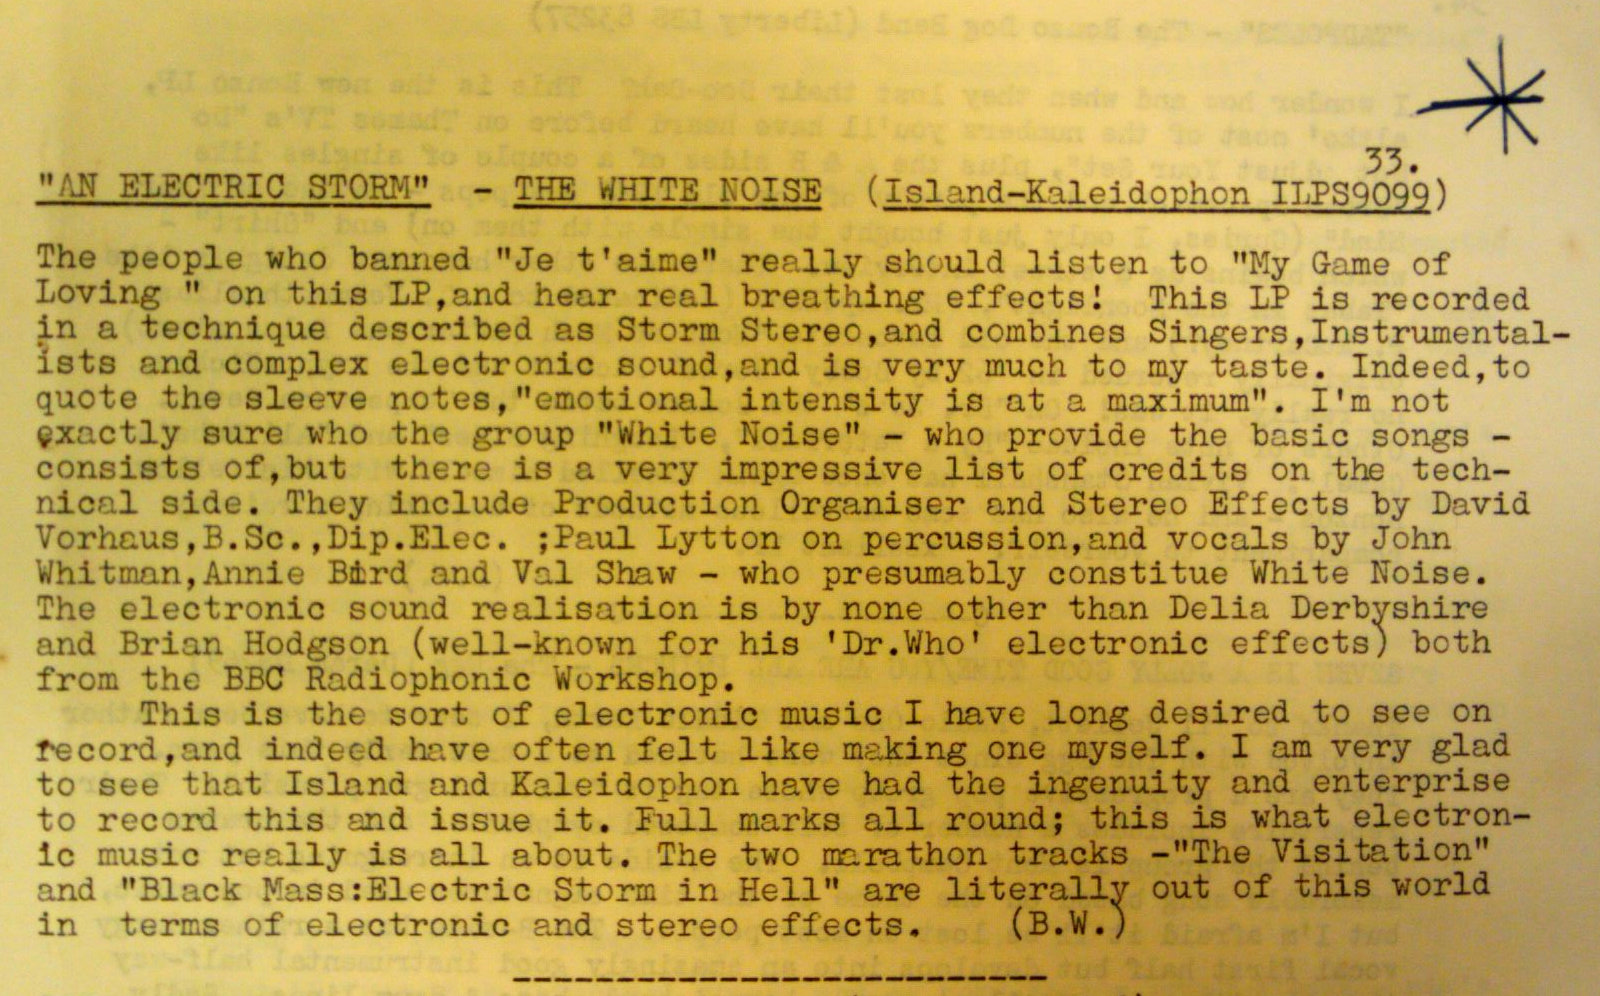 33.
"AN ELECTRIC STORM" - THE WHITE NOISE (Island-Kaleidophon ILPS9099)
The people who banned "Je t'aime" really should listen to "My Game of
Loving " on this LP,and hear real breathing effects! This LP is recorded
in a technique described as Storm Stereo,and combines Singers,Instrumental-
ists and complex electronic sound,and is very much to my taste. Indeed,to
quote the sleeve notes,"emotional intensity is at a maximum". I'm not
exactly sure who the group "White Noise" - who provide the basic songs -
consists of,but there is a very impressive list of credits on the tech-
nical side. They include Production Organiser and Stereo Effects by David
Vorhaus,B.Sc.,Dip.Elec. ;Paul Lytton on percussion,and vocals by John
Whitman,Annie Bird and Val Shaw - who presumably constitue White Noise.
The electronic sound realisation is by none other than Delia Derbyshire
and Brian Hodgson (well-known for his 'Dr.Who' electronic effects) both
from the BBC Radiophonic Workshop.
This is the sort of electronic music I have long desired to see on
record,and indeed have often felt like making one myself. I am very glad
to see that Island and Kaleidophon have had the ingenuity and enterprise
to record this and issue it. Full marks all round; this is what electron-
ic music really is all about. The two marathon tracks -"The Visitation"
and "Black Mass:Electric Storm in Hell" are literally out of this world
in terms of electronic and stereo effects. (B.W.)